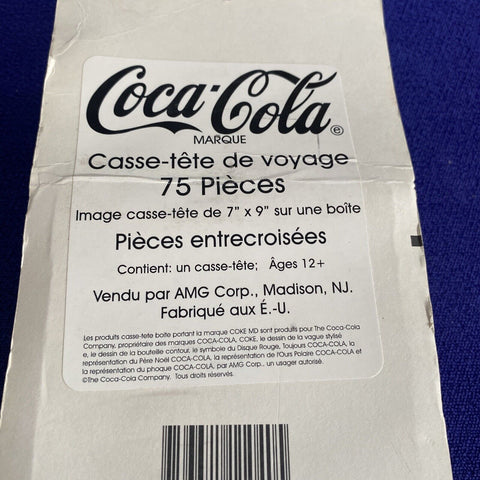 Coca-Cola
MARQUE
Casse-tête de voyage
75 Pièces
Image casse-tête de 7" x 9" sur une boîte
Pièces entrecroisées
Contient: un casse-tête; Âges 12+
Vendu par AMG Corp., Madison, NJ.
Fabriqué aux É.-U.
Les produits casse-tete boîte portant la marque COKE MD sont produits pour The Coca-Cola
Company, propriétaire des marques COCA-COLA, COKE, le dessin de la vague stylisé
e, le dessin de la bouteille contour, le symbole du Disque Rouge, Toujours COCA-COLA, la
représentation du Père Noël COCA-COLA, la représentation de l'Ours Polaire COCA-COLA et
la représentation du phoque COCA-COLA, par AMG Corp., un usager autorisé.
©The Coca-Cola Company. Tous droits réservés.